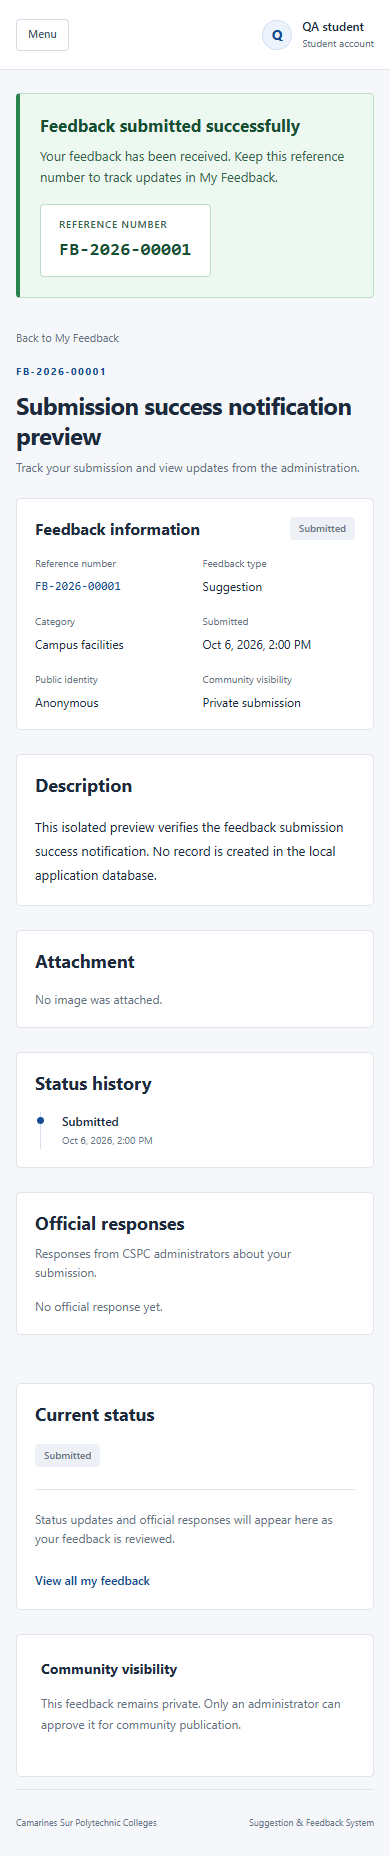 Menu
Q
QA student
Student account
Feedback submitted successfully
Your feedback has been received. Keep this reference
number to track updates in My Feedback.
REFERENCE NUMBER
FB-2026-00001
Back to My Feedback
FB-2026-00001
Submission success notification
preview
Track your submission and view updates from the administration.
Feedback information
Submitted
Reference number
Feedback type
FB-2026-00001
Suggestion
Category
Submitted
Campus facilities
Oct 6, 2026, 2:00 PM
Public identity
Community visibility
Anonymous
Private submission
Description
This isolated preview verifies the feedback submission
success notification. No record is created in the local
application database.
Attachment
No image was attached.
Status history
Submitted
Oct 6, 2026, 2:00 PM
Official responses
Responses from CSPC administrators about your
submission.
No official response yet.
Current status
Submitted
Status updates and official responses will appear here as
your feedback is reviewed.
View all my feedback
Community visibility
This feedback remains private. Only an administrator can
approve it for community publication.
Camarines Sur Polytechnic Colleges
Suggestion & Feedback System